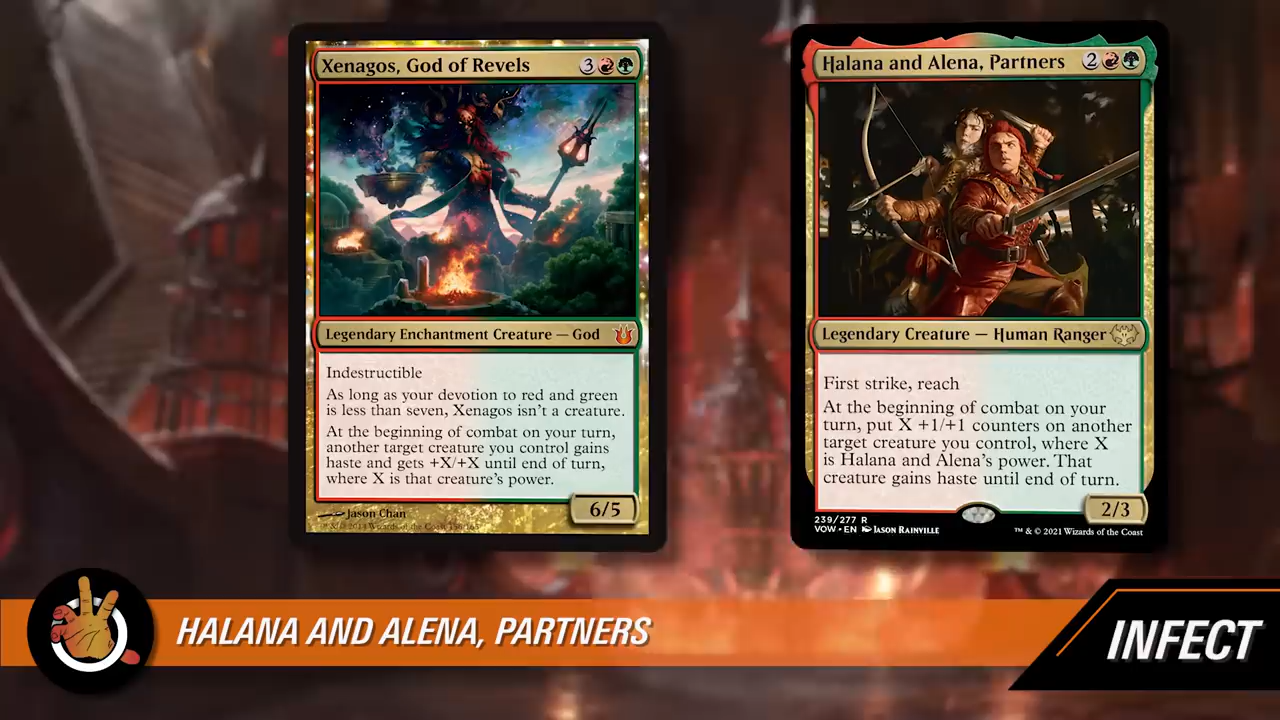 Xenagos, God of Revels 3
Legendary Enchantment Creature — God
Indestructible
As long as your devotion to red and green
is less than seven, Xenagos isn't a creature.
At the beginning of combat on your turn,
another target creature you control gains
haste and gets +X/+X until end of turn,
where X is that creature's power.
6/5
Jason Chan
Halana and Alena, Partners 2
Legendary Creature — Human Ranger
First strike, reach
At the beginning of combat on your
turn, put X +1/+1 counters on another
target creature you control, where X
is Halana and Alena's power. That
creature gains haste until end of turn.
2/3
239/277 R
VOW • EN Jason Rainville
™ & © 2021 Wizards of the Coast
HALANA AND ALENA, PARTNERS
INFECT